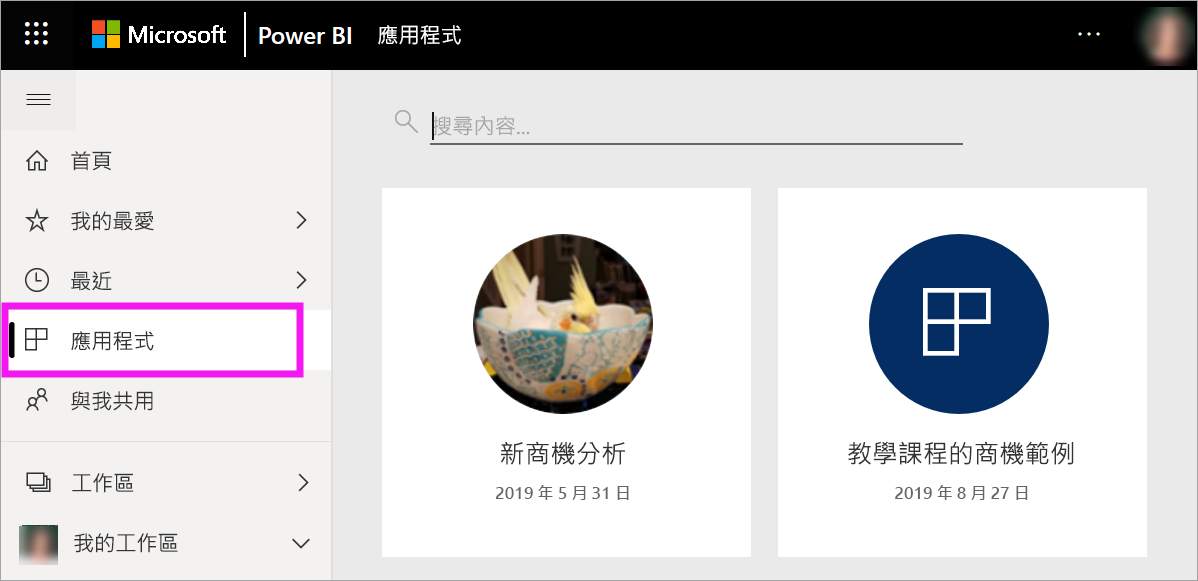 Microsoft Power BI 應用程式
搜尋內容...
首頁
我的最愛
最近
應用程式
與我共用
工作區
我的工作區
新商機分析
2019 年 5 月 31 日
教學課程的商機範例
2019 年 8 月 27 日